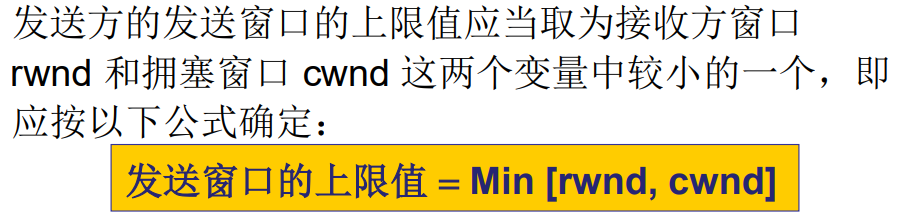 发送方的发送窗口的上限值应当取为接收方窗口
rwnd 和拥塞窗口 cwnd 这两个变量中较小的一个，即
应按以下公式确定：
发送窗口的上限值 = Min [rwnd, cwnd]